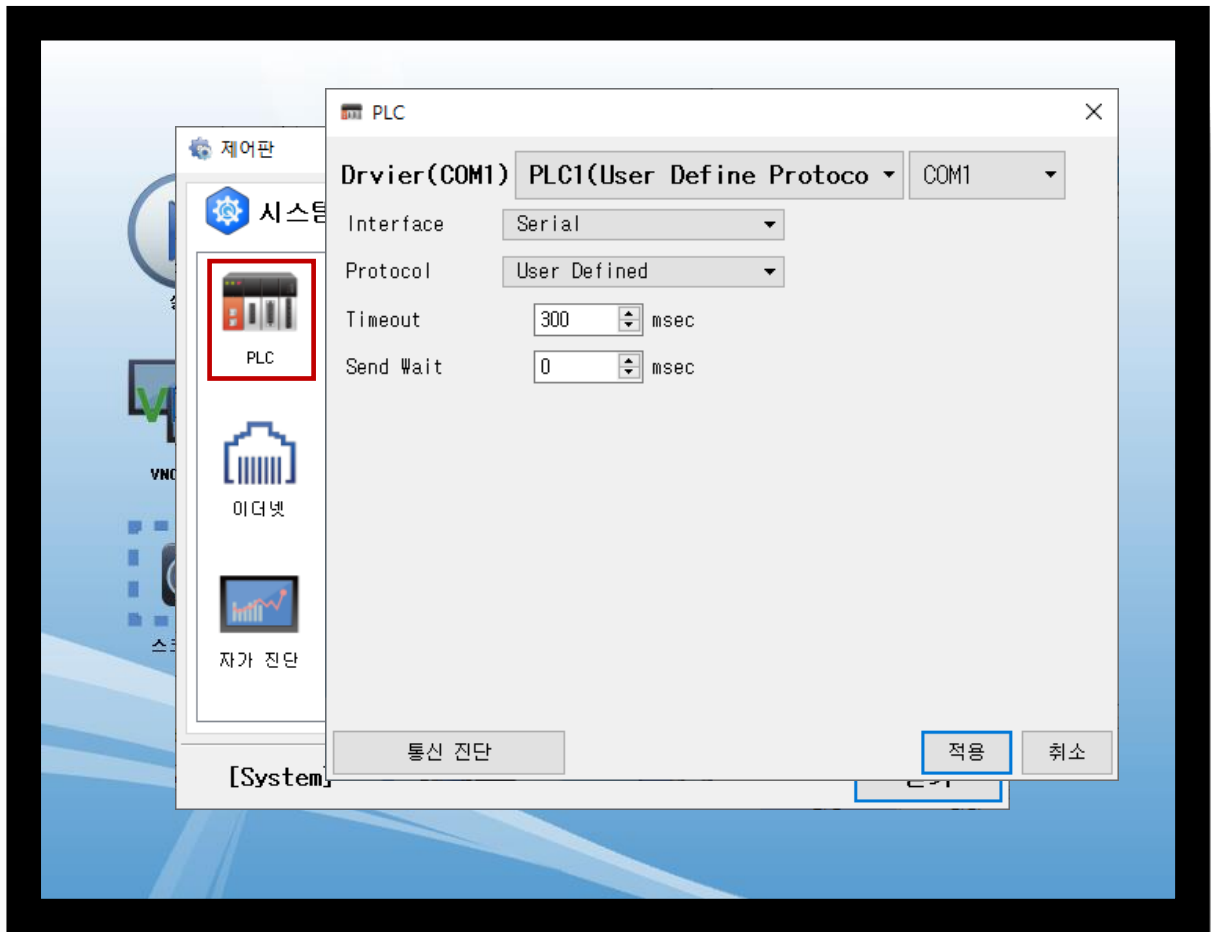 PLC
제어판
Drvier(COM1) PLC1(User Define Protoco COM1
시스템
Interface Serial
Protocol User Defined
Timeout 300 msec
PLC
Send Wait 0 msec
VNC
이더넷
자가 진단
통신 진단 적용 취소
[System]